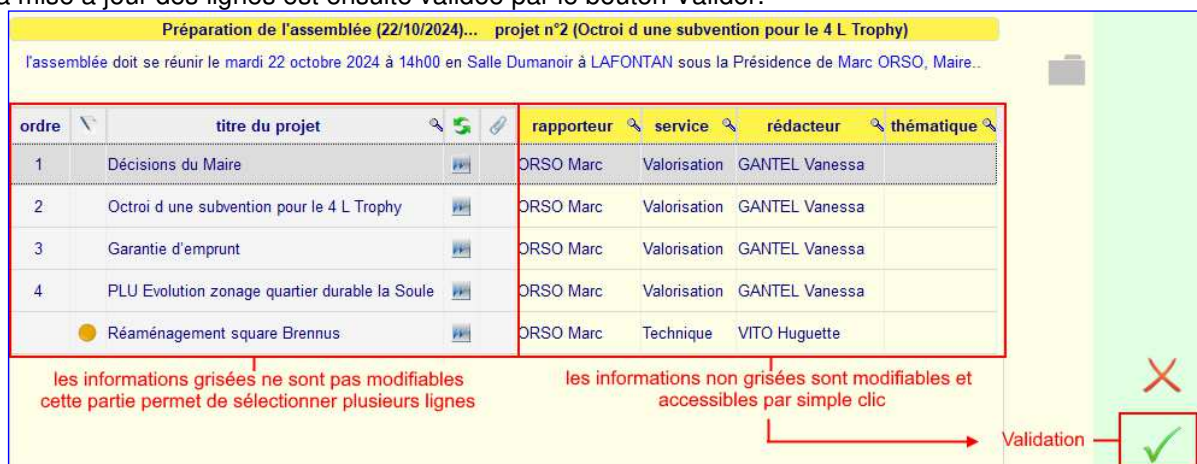 a mise à jour des lignes est ensuite validée par le bouton Valider.
Préparation de l'assemblée (22/10/2024)... projet n°2 (Octroi d une subvention pour le 4 L Trophy)
l'assemblée doit se réunir le mardi 22 octobre 2024 à 14h00 en Salle Dumanoir à LAFONTAN sous la Présidence de Marc ORSO, Maire..
ordre titre du projet rapporteur service rédacteur thématique
1 Décisions du Maire ORSO Marc Valorisation GANTEL Vanessa
2 Octroi d une subvention pour le 4 L Trophy ORSO Marc Valorisation GANTEL Vanessa
3 Garantie d'emprunt ORSO Marc Valorisation GANTEL Vanessa
4 PLU Evolution zonage quartier durable la Soule ORSO Marc Valorisation GANTEL Vanessa
Réaménagement square Brennus ORSO Marc Technique VITO Huguette
les informations grisées ne sont pas modifiables
cette partie permet de sélectionner plusieurs lignes
les informations non grisées sont modifiables et
accessibles par simple clic
Validation